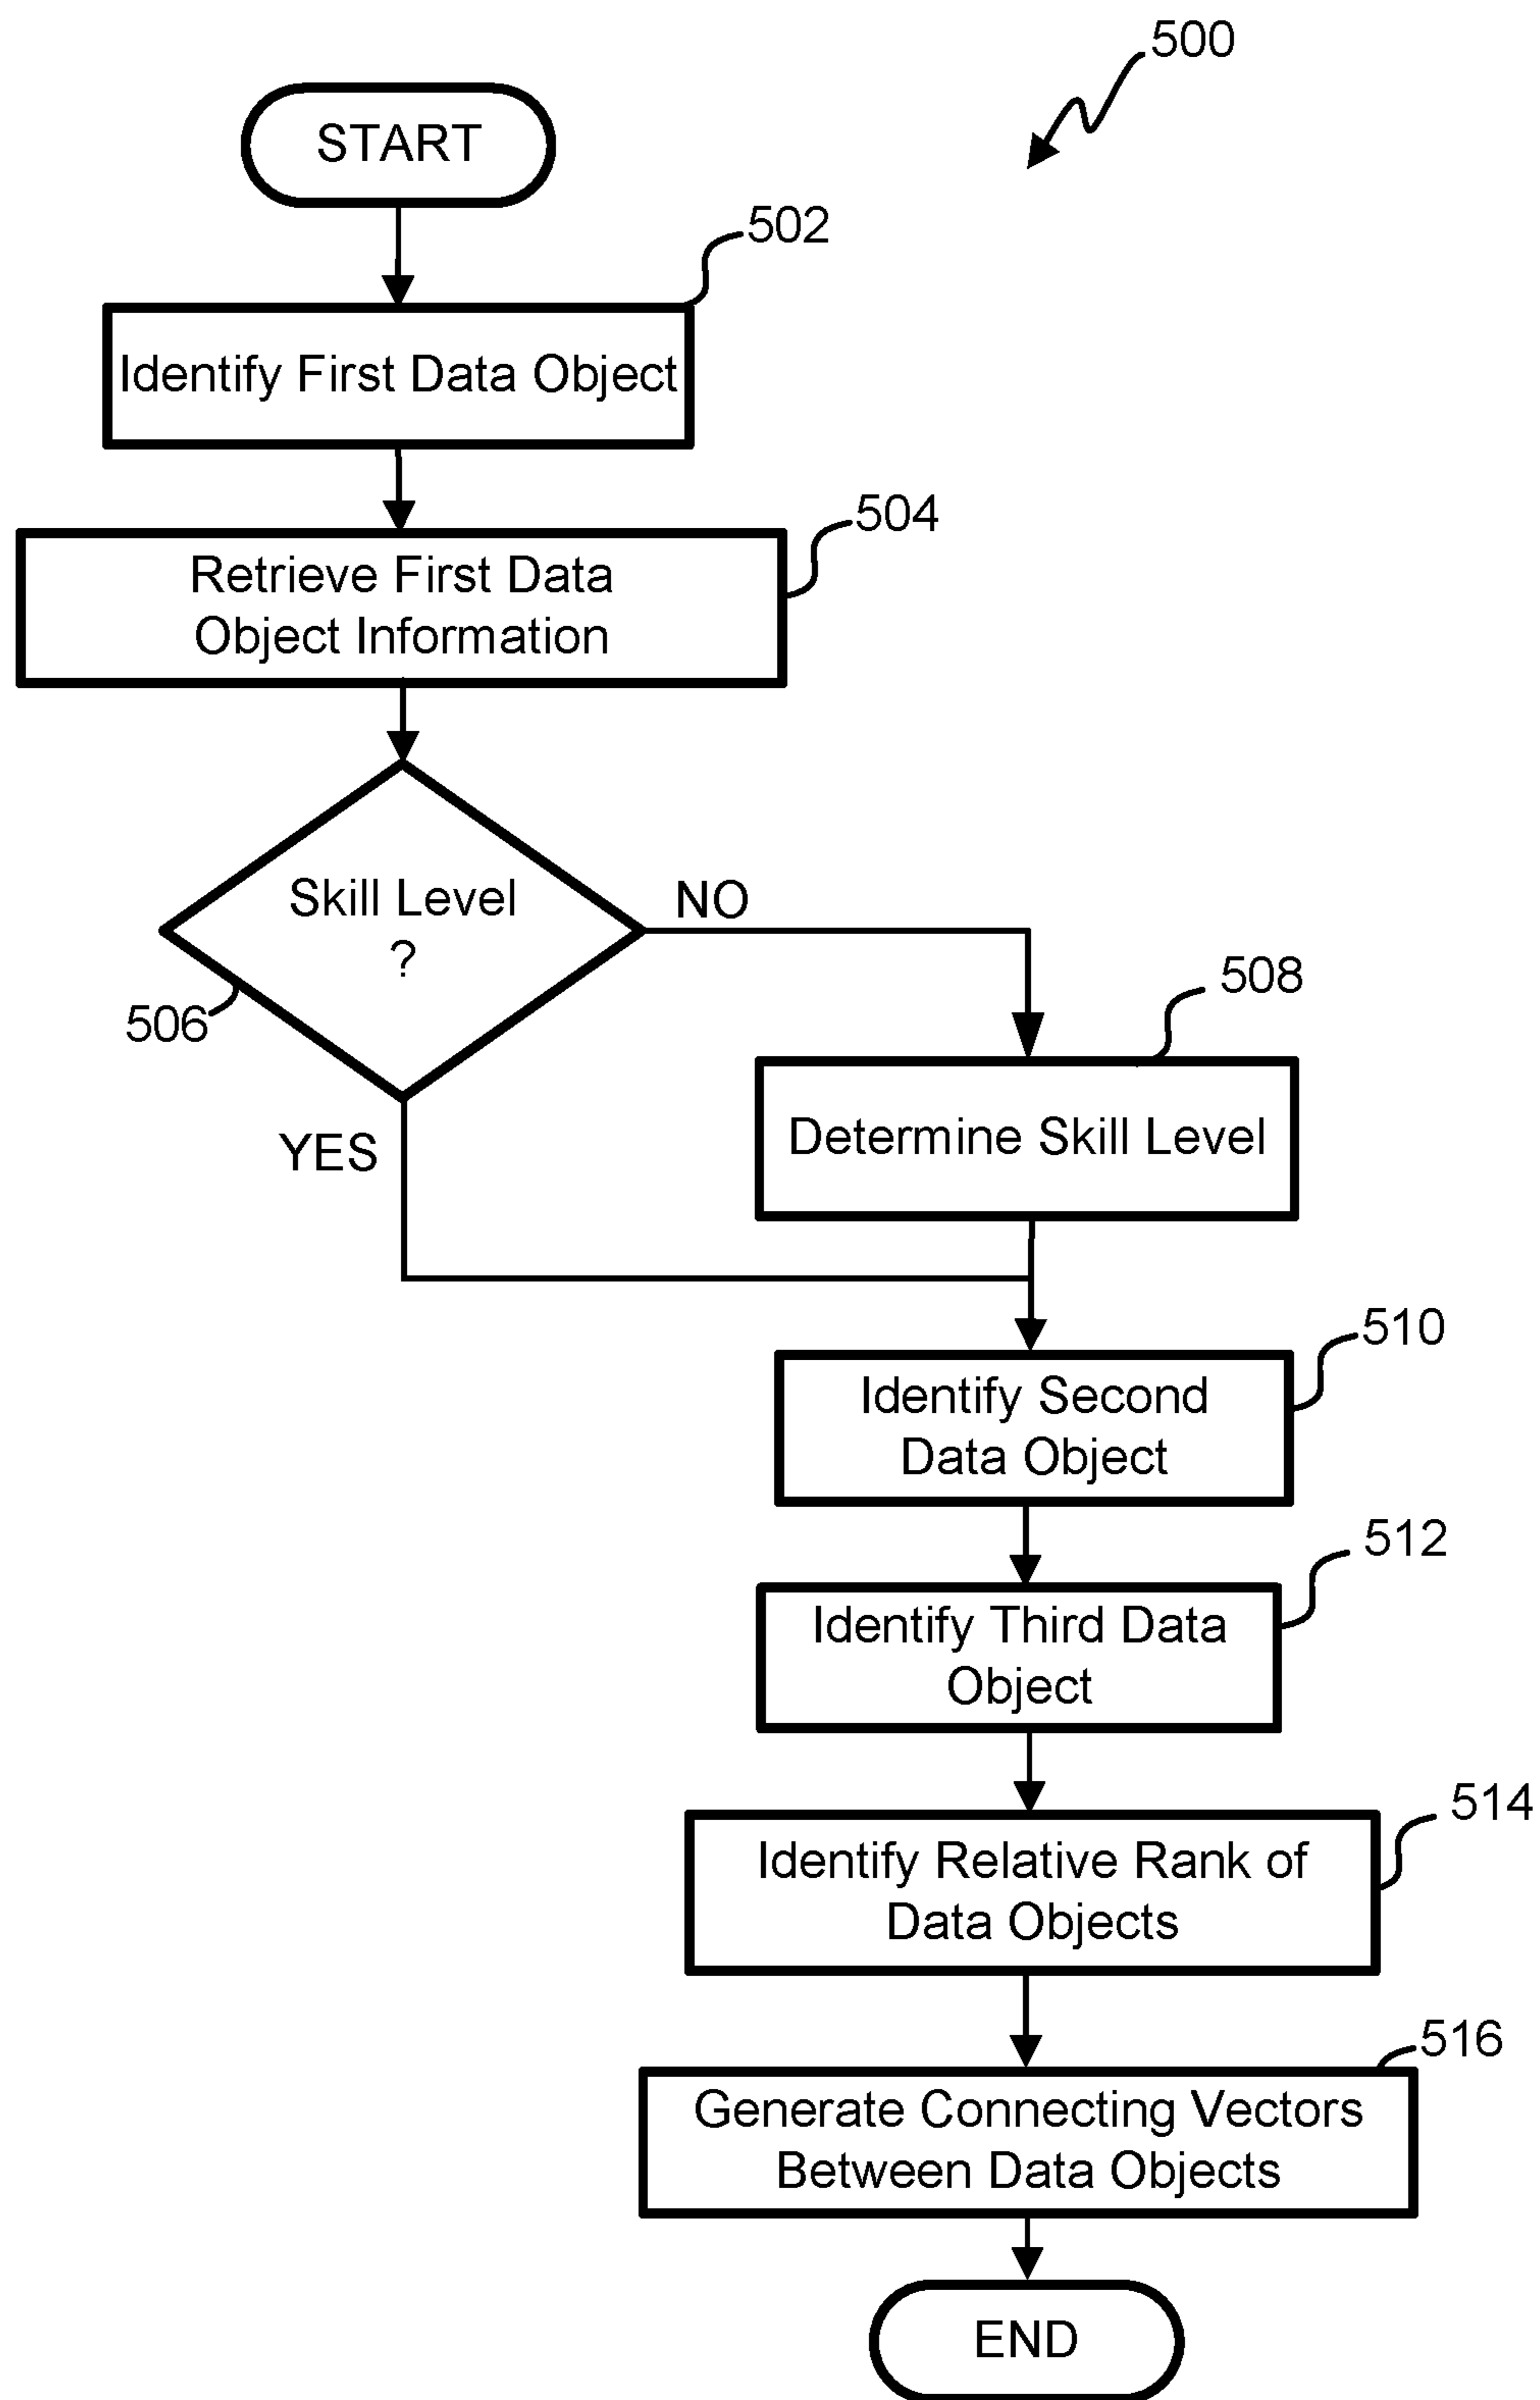 500
START
502
Identify First Data Object
504
Retrieve First Data
Object Information
Skill Level
?
NO
506
508
YES
Determine Skill Level
510
Identify Second
Data Object
512
Identify Third Data
Object
514
Identify Relative Rank of
Data Objects
516
Generate Connecting Vectors
Between Data Objects
END